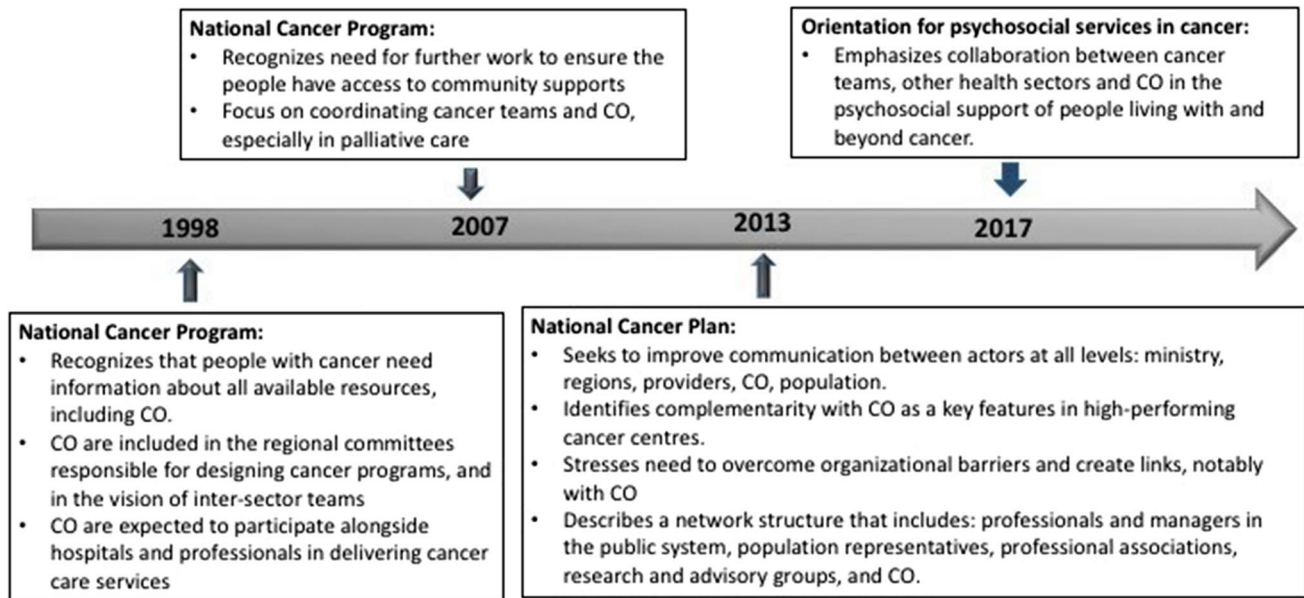 National Cancer Program:
• Recognizes need for further work to ensure the
people have access to community supports
• Focus on coordinating cancer teams and CO,
especially in palliative care
Orientation for psychosocial services in cancer:
• Emphasizes collaboration between cancer
teams, other health sectors and CO in the
psychosocial support of people living with and
beyond cancer.
1998 2007 2013 2017
National Cancer Program:
• Recognizes that people with cancer need
information about all available resources,
including CO.
• CO are included in the regional committees
responsible for designing cancer programs, and
in the vision of inter-sector teams
• CO are expected to participate alongside
hospitals and professionals in delivering cancer
care services
National Cancer Plan:
• Seeks to improve communication between actors at all levels: ministry,
regions, providers, CO, population.
• Identifies complementarity with CO as a key features in high-performing
cancer centres.
• Stresses need to overcome organizational barriers and create links, notably
with CO
• Describes a network structure that includes: professionals and managers in
the public system, population representatives, professional associations,
research and advisory groups, and CO.